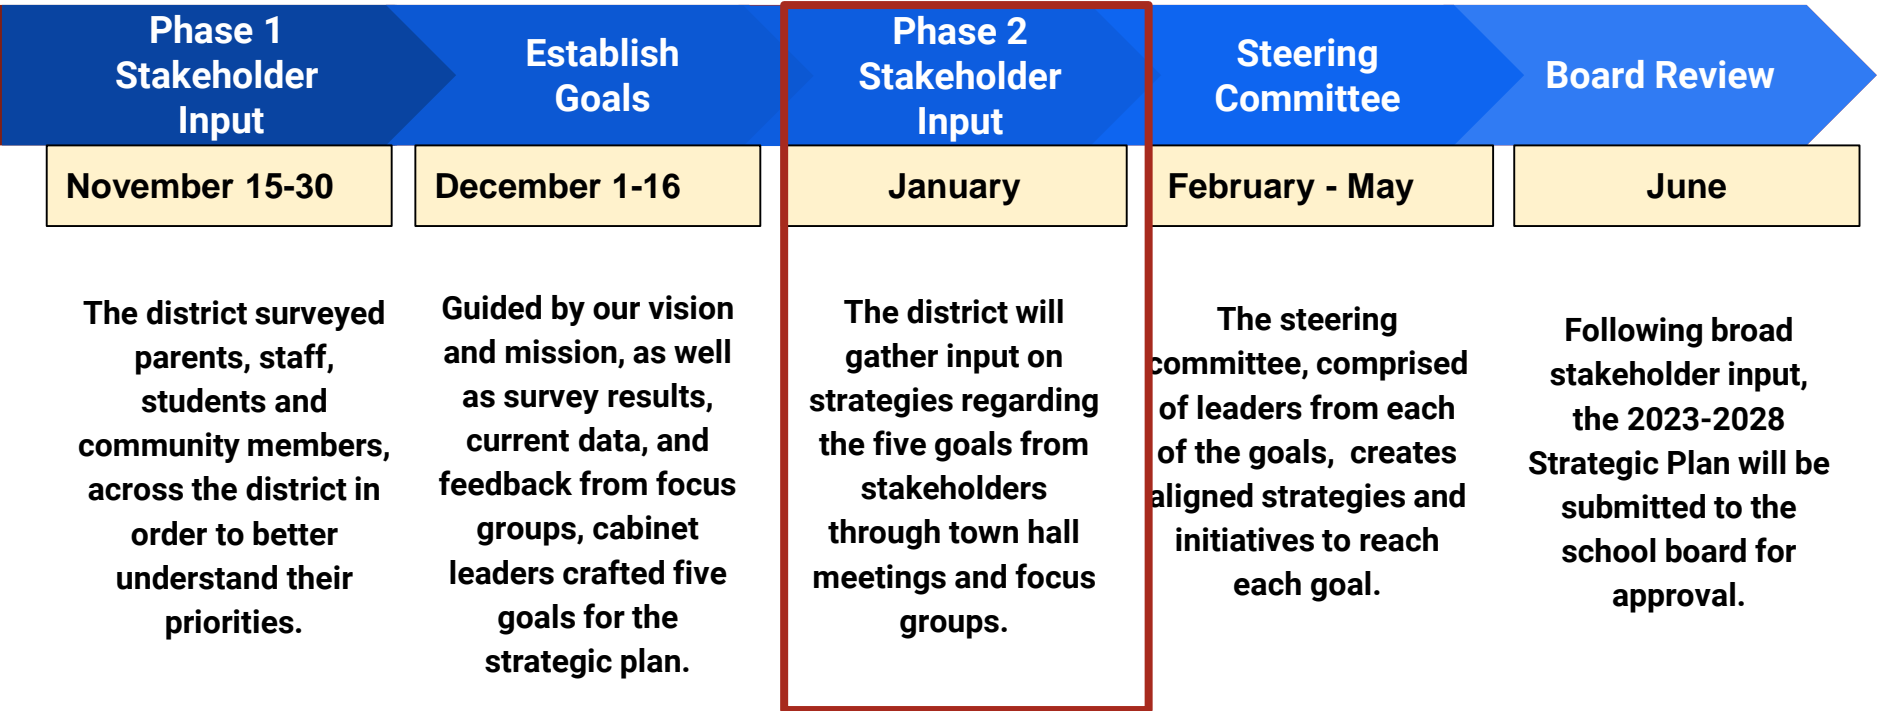 Phase 1
Stakeholder
Input
Establish
Goals
Phase 2
Stakeholder
Input
Steering
Committee
Board Review
November 15-30
December 1-16
January
February - May
June
The district surveyed
parents, staff,
students and
community members,
across the district in
order to better
understand their
priorities.
Guided by our vision
and mission, as well
as survey results,
current data, and
feedback from focus
groups, cabinet
leaders crafted five
goals for the
strategic plan.
The district will
gather input on
strategies regarding
the five goals from
stakeholders
through town hall
meetings and focus
groups.
The steering
committee, comprised
of leaders from each
of the goals,  creates
aligned strategies and
initiatives to reach
each goal.
Following broad
stakeholder input,
the 2023-2028
Strategic Plan will be
submitted to the
school board for
approval.